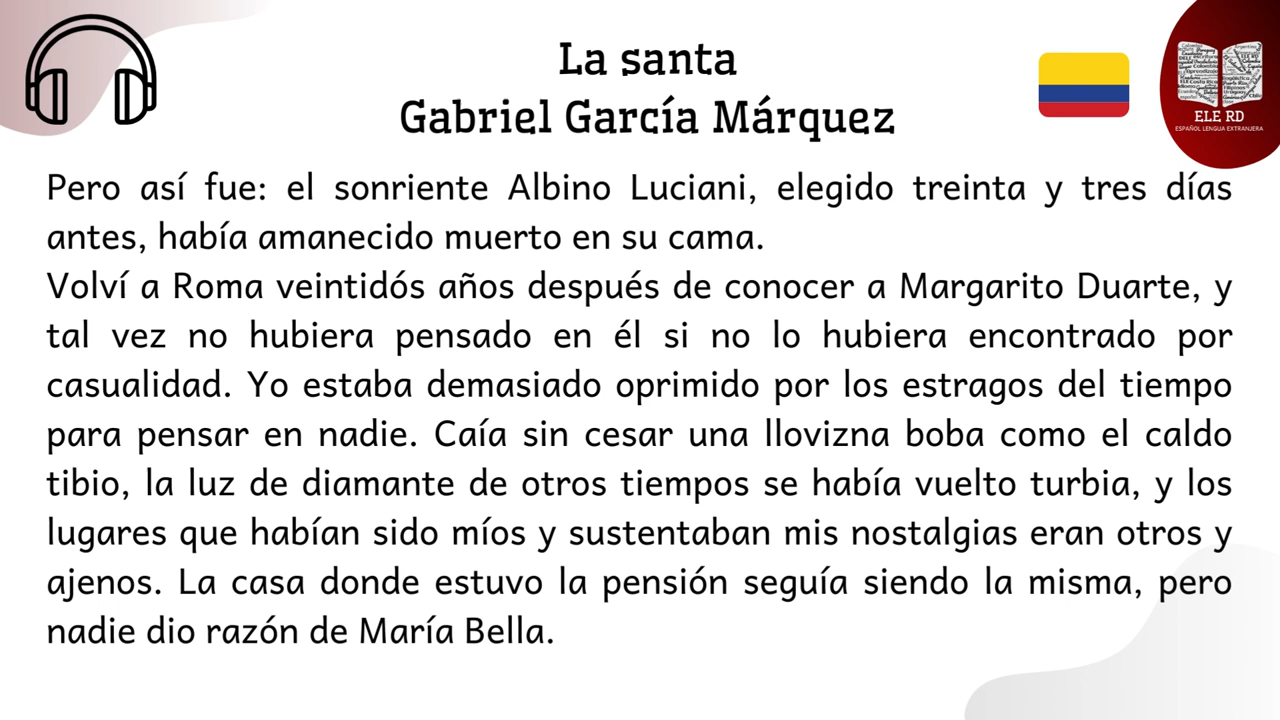 La santa
Gabriel García Márquez
ELE RD
ESPAÑOL LENGUA EXTRANJERA
Pero así fue: el sonriente Albino Luciani, elegido treinta y tres días
antes, había amanecido muerto en su cama.
Volví a Roma veintidós años después de conocer a Margarito Duarte, y
tal vez no hubiera pensado en él si no lo hubiera encontrado por
casualidad. Yo estaba demasiado oprimido por los estragos del tiempo
para pensar en nadie. Caía sin cesar una llovizna boba como el caldo
tibio, la luz de diamante de otros tiempos se había vuelto turbia, y los
lugares que habían sido míos y sustentaban mis nostalgias eran otros y
ajenos. La casa donde estuvo la pensión seguía siendo la misma, pero
nadie dio razón de María Bella.